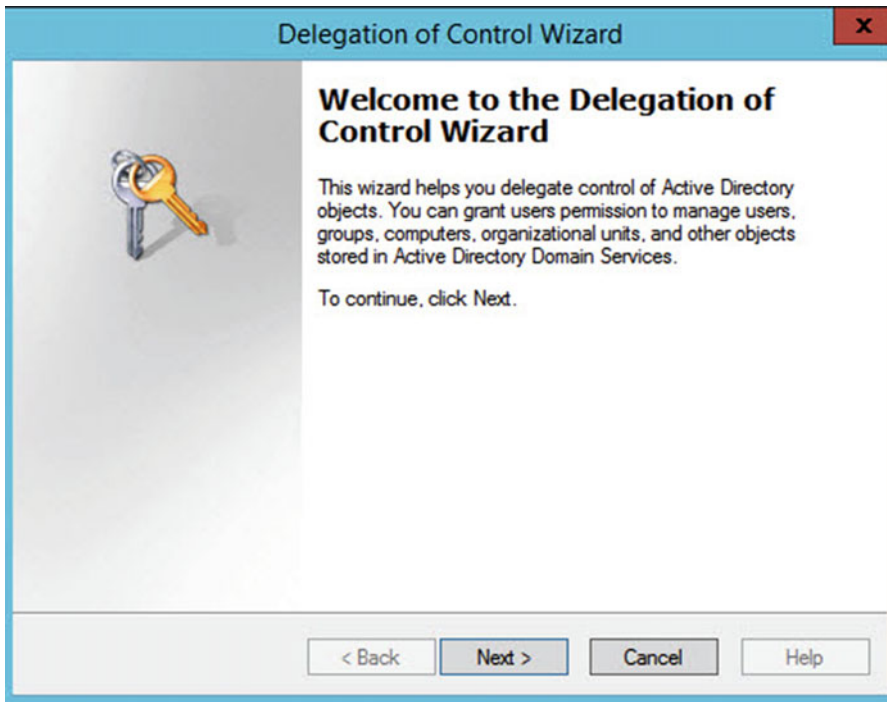 Delegation of Control Wizard
x
Welcome to the Delegation of
Control Wizard
This wizard helps you delegate control of Active Directory
objects. You can grant users permission to manage users,
groups, computers, organizational units, and other objects
stored in Active Directory Domain Services.
To continue, click Next.
< Back
Next >
Cancel
Help